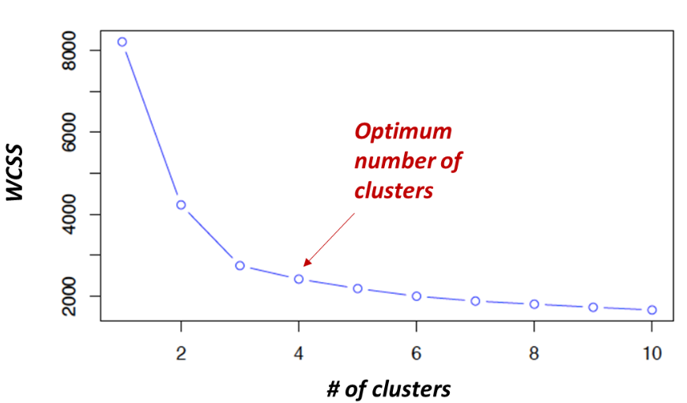 8000
6000
4000
2000
WCSS
Optimum
number of
clusters
2 4 6 8 10
# of clusters